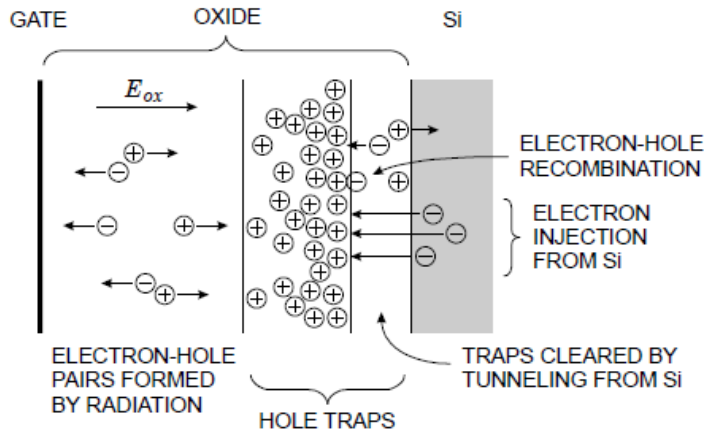 GATE
OXIDE
Si
E_ox
ELECTRON-HOLE
RECOMBINATION
ELECTRON
INJECTION
FROM Si
ELECTRON-HOLE
PAIRS FORMED
BY RADIATION
HOLE TRAPS
TRAPS CLEARED BY
TUNNELING FROM Si